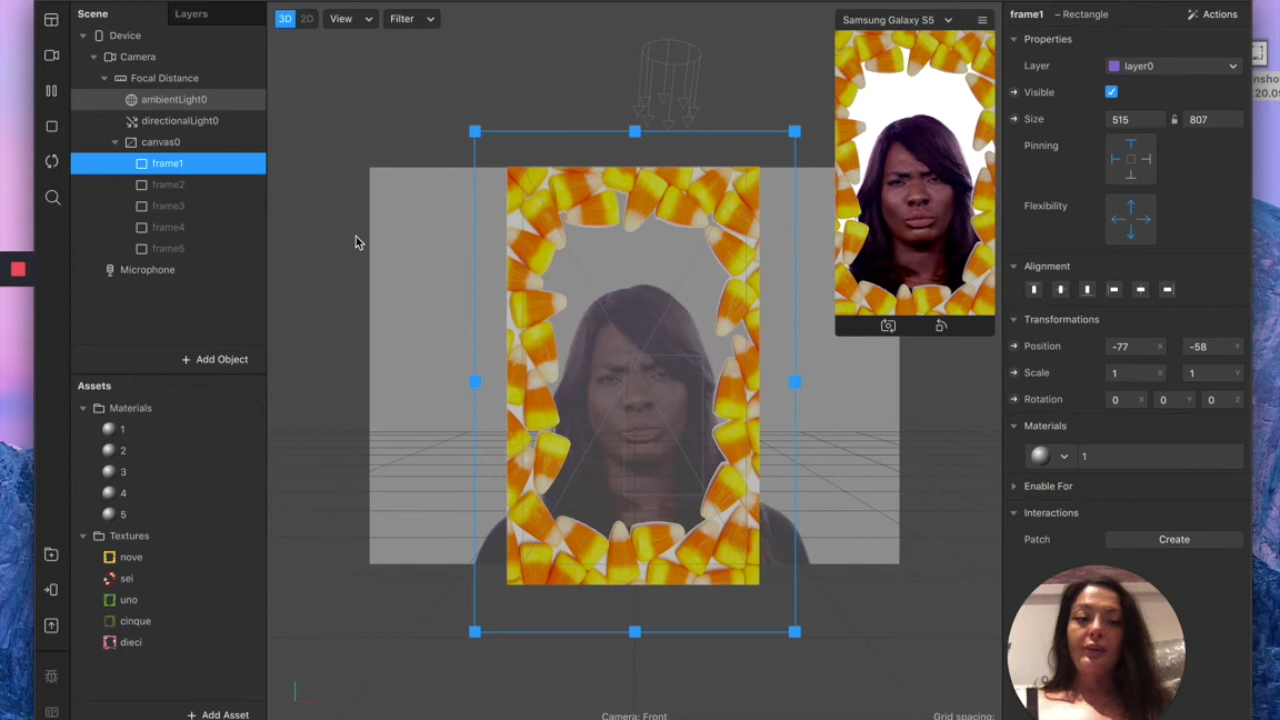 Scene
Layers
Device
Camera
Focal Distance
ambientLight0
directionalLight0
canvas0
frame1
frame2
frame3
frame4
frame5
Microphone
Add Object
Assets
Materials
1
2
3
4
5
Textures
nove
sei
uno
cinque
dieci
Add Asset
3D 2D View Filter
Samsung Galaxy S5
Camera: Front
Grid spacing:
frame1 – Rectangle Actions
Properties
Layer layer0
Visible
Size 515 807
Pinning
Flexibility
Alignment
Transformations
Position -77 X -58 Y
Scale 1 X 1 Y
Rotation 0 X 0 Y 0 Z
Materials
1
Enable For
Interactions
Patch Create